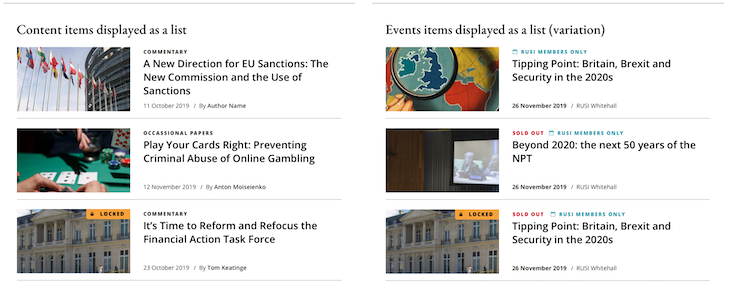 Content items displayed as a list
COMMENTARY
A New Direction for EU Sanctions: The
New Commission and the Use of
Sanctions
11 October 2019 / By Author Name
OCCASSIONAL PAPERS
Play Your Cards Right: Preventing
Criminal Abuse of Online Gambling
12 November 2019 / By Anton Moiseienko
LOCKED
COMMENTARY
It's Time to Reform and Refocus the
Financial Action Task Force
23 October 2019 / By Tom Keatinge
Events items displayed as a list (variation)
RUSI MEMBERS ONLY
Tipping Point: Britain, Brexit and
Security in the 2020s
26 November 2019 / RUSI Whitehall
SOLD OUT RUSI MEMBERS ONLY
Beyond 2020: the next 50 years of the
NPT
26 November 2019 / RUSI Whitehall
LOCKED
SOLD OUT RUSI MEMBERS ONLY
Tipping Point: Britain, Brexit and
Security in the 2020s
26 November 2019 / RUSI Whitehall